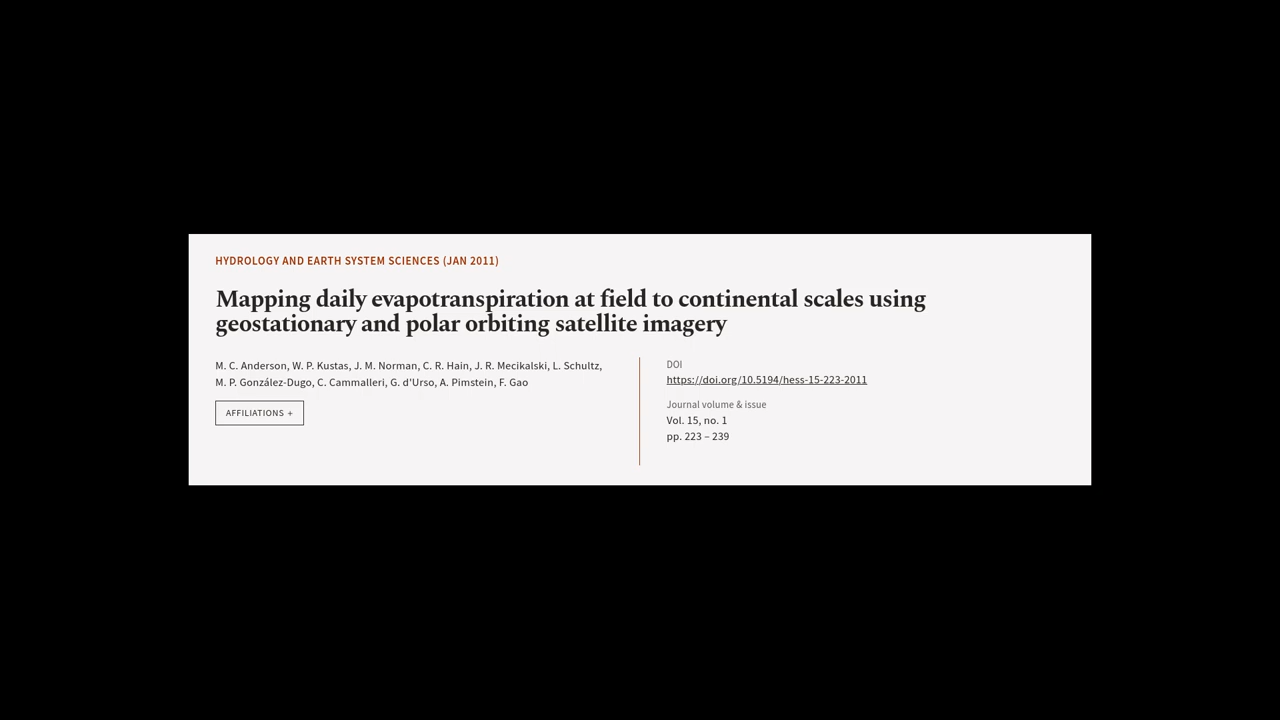 HYDROLOGY AND EARTH SYSTEM SCIENCES (JAN 2011)
Mapping daily evapotranspiration at field to continental scales using
geostationary and polar orbiting satellite imagery
M. C. Anderson, W. P. Kustas, J. M. Norman, C. R. Hain, J. R. Mecikalski, L. Schultz,
M. P. González-Dugo, C. Cammalleri, G. d'Urso, A. Pimstein, F. Gao
AFFILIATIONS +
DOI
https://doi.org/10.5194/hess-15-223-2011
Journal volume & issue
Vol. 15, no. 1
pp. 223 – 239